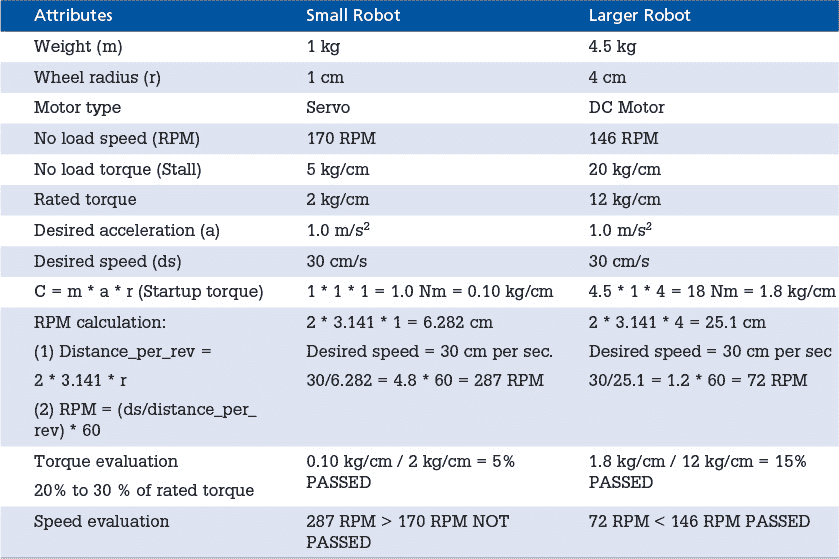 Attributes Small Robot Larger Robot
Weight (m) 1 kg 4.5 kg
Wheel radius (r) 1 cm 4 cm
Motor type Servo DC Motor
No load speed (RPM) 170 RPM 146 RPM
No load torque (Stall) 5 kg/cm 20 kg/cm
Rated torque 2 kg/cm 12 kg/cm
Desired acceleration (a) 1.0 m/s² 1.0 m/s²
Desired speed (ds) 30 cm/s 30 cm/s
C = m * a * r (Startup torque) 1 * 1 * 1 = 1.0 Nm = 0.10 kg/cm 4.5 * 1 * 4 = 18 Nm = 1.8 kg/cm
RPM calculation: 2 * 3.141 * 1 = 6.282 cm 2 * 3.141 * 4 = 25.1 cm
(1) Distance_per_rev = Desired speed = 30 cm per sec. Desired speed = 30 cm per sec
2 * 3.141 * r 30/6.282 = 4.8 * 60 = 287 RPM 30/25.1 = 1.2 * 60 = 72 RPM
(2) RPM = (ds/distance_per_
rev) * 60
Torque evaluation 0.10 kg/cm / 2 kg/cm = 5% 1.8 kg/cm / 12 kg/cm = 15%
20% to 30 % of rated torque PASSED PASSED
Speed evaluation 287 RPM > 170 RPM NOT 72 RPM < 146 RPM PASSED
PASSED